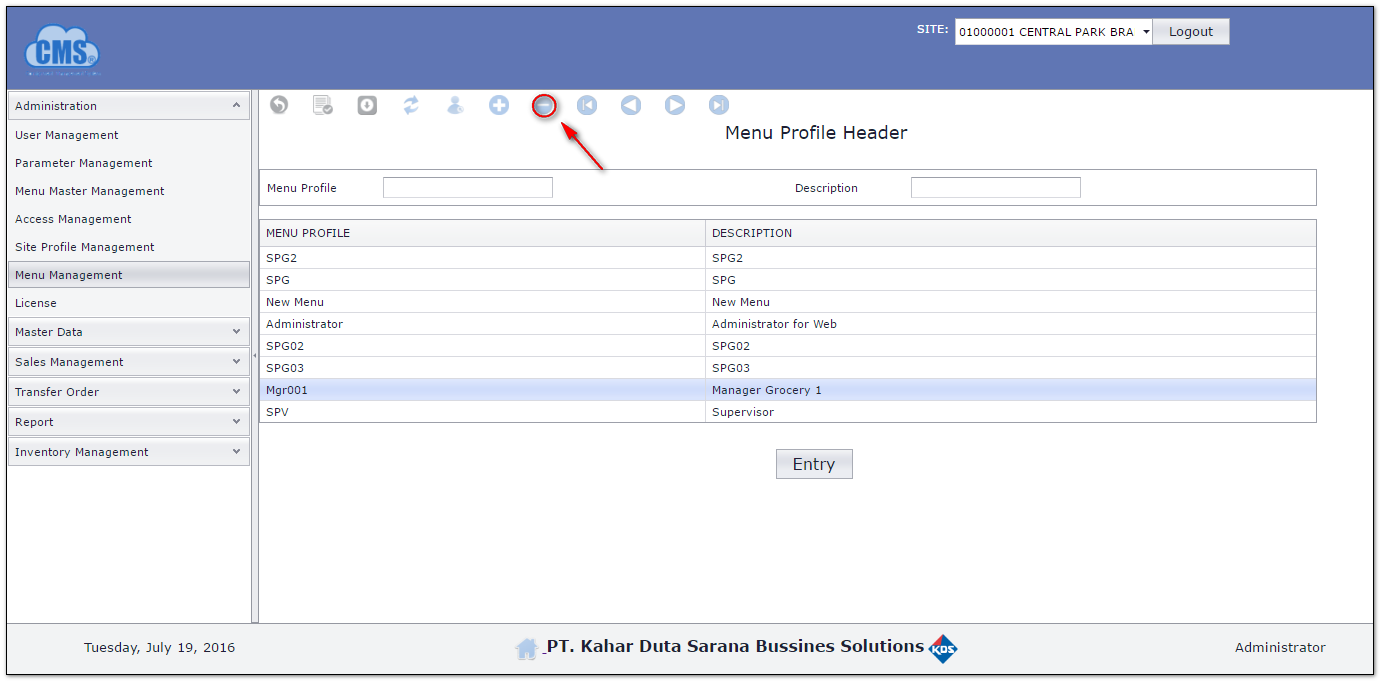 CMS®
SITE: 01000001 CENTRAL PARK BRA Logout
Administration
User Management
Parameter Management
Menu Master Management
Access Management
Site Profile Management
Menu Management
License
Master Data
Sales Management
Transfer Order
Report
Inventory Management
Menu Profile Header
Menu Profile Description
MENU PROFILE DESCRIPTION
SPG2 SPG2
SPG SPG
New Menu New Menu
Administrator Administrator for Web
SPG02 SPG02
SPG03 SPG03
Mgr001 Manager Grocery 1
SPV Supervisor
Entry
Tuesday, July 19, 2016 PT. Kahar Duta Sarana Bussines Solutions KDS Administrator